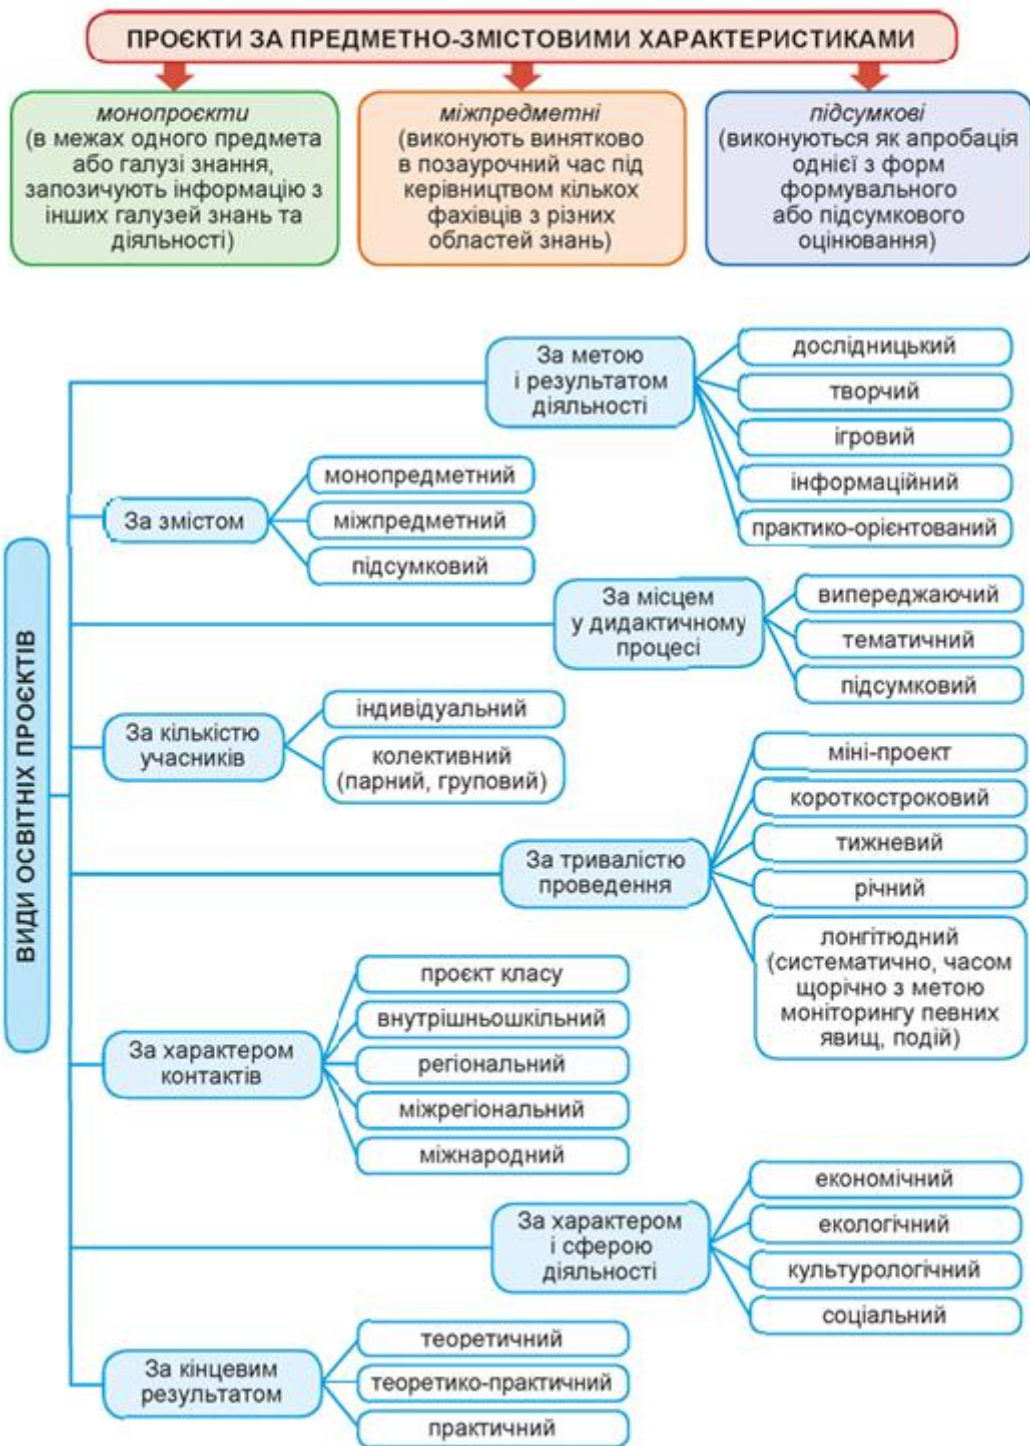 ПРОЄКТИ ЗА ПРЕДМЕТНО-ЗМІСТОВИМИ ХАРАКТЕРИСТИКАМИ
монопроєкти
(в межах одного предмета
або галузі знання,
запозичують інформацію з
інших галузей знань та
діяльності)
міжпредметні
(виконують винятково
в позаурочний час під
керівництвом кількох
фахівців з різних
областей знань)
підсумкові
(виконуються як апробація
однієї з форм
формувального
або підсумкового
оцінювання)
ВИДИ ОСВІТНІХ ПРОЄКТІВ
За метою
і результатом
діяльності
дослідницький
творчий
ігровий
інформаційний
практико-орієнтований
За змістом
монопредметний
міжпредметний
підсумковий
За місцем
у дидактичному
процесі
випереджаючий
тематичний
підсумковий
За кількістю
учасників
індивідуальний
колективний
(парний, груповий)
За тривалістю
проведення
міні-проект
короткостроковий
тижневий
річний
лонгітюдний
(систематично, часом
щорічно з метою
моніторингу певних
явищ, подій)
За характером
контактів
проєкт класу
внутрішньошкільний
регіональний
міжрегіональний
міжнародний
За характером
і сферою
діяльності
економічний
екологічний
культурологічний
соціальний
За кінцевим
результатом
теоретичний
теоретико-практичний
практичний